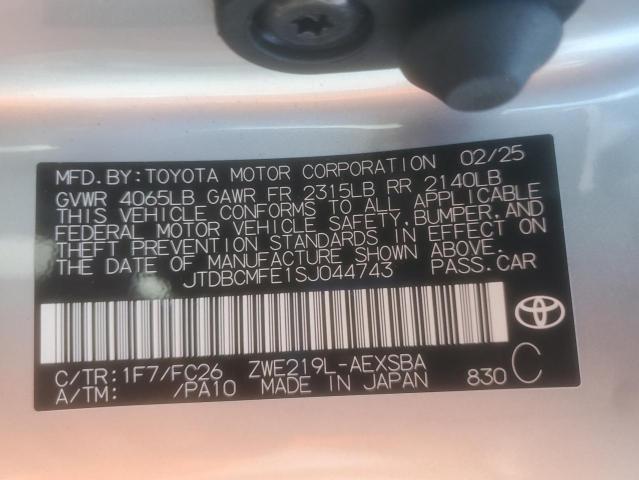 MFD.BY:TOYOTA MOTOR CORPORATION 02/25
GVWR 4065LB GAWR FR 2315LB RR 2140LB
THIS VEHICLE CONFORMS TO ALL APPLICABLE
FEDERAL MOTOR VEHICLE SAFETY,BUMPER,AND
THEFT PREVENTION STANDARDS IN EFFECT ON
THE DATE OF MANUFACTURE SHOWN ABOVE.
JTDBCMFE1SJ044743 PASS.CAR
C/TR:1F7/FC26 ZWE219L-AEXSBA
A/TM: /PA10 MADE IN JAPAN 830 C